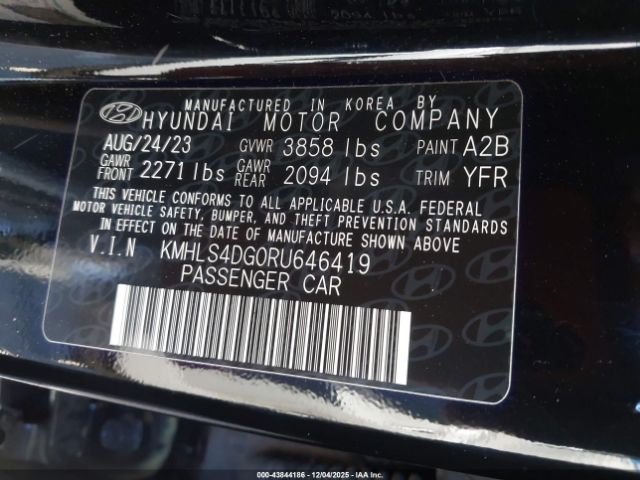 MANUFACTURED IN KOREA BY
HYUNDAI MOTOR COMPANY
AUG/24/23 GVWR 3858 lbs PAINT A2B
GAWR FRONT 2271 lbs GAWR REAR 2094 lbs TRIM YFR
THIS VEHICLE CONFORMS TO ALL APPLICABLE U.S.A. FEDERAL
MOTOR VEHICLE SAFETY, BUMPER, AND THEFT PREVENTION STANDARDS
IN EFFECT ON THE DATE OF MANUFACTURE SHOWN ABOVE.
V.I.N KMHLS4DG0RU646419
PASSENGER CAR
000-43844186 - 12/04/2025 - IAA, Inc.